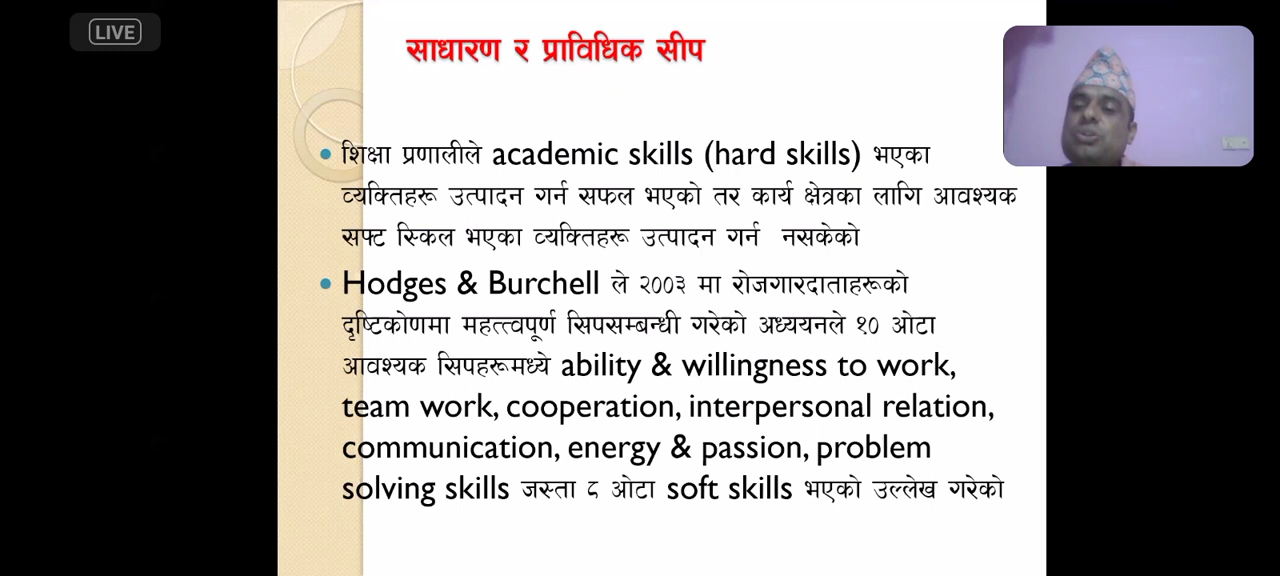 LIVE
साधारण र प्राविधिक सीप
शिक्षा प्रणालीले academic skills (hard skills) भएका
व्यक्तिहरू उत्पादन गर्न सफल भएको तर कार्य क्षेत्रका लागि आवश्यक
सफ्ट स्किल भएका व्यक्तिहरू उत्पादन गर्न नसकेको
Hodges & Burchell ले २००३ मा रोजगारदाताहरूको
दृष्टिकोणमा महत्त्वपूर्ण सिपसम्बन्धी गरेको अध्ययनले १० ओटा
आवश्यक सिपहरूमध्ये ability & willingness to work,
team work, cooperation, interpersonal relation,
communication, energy & passion, problem
solving skills जस्ता ८ ओटा soft skills भएको उल्लेख गरेको